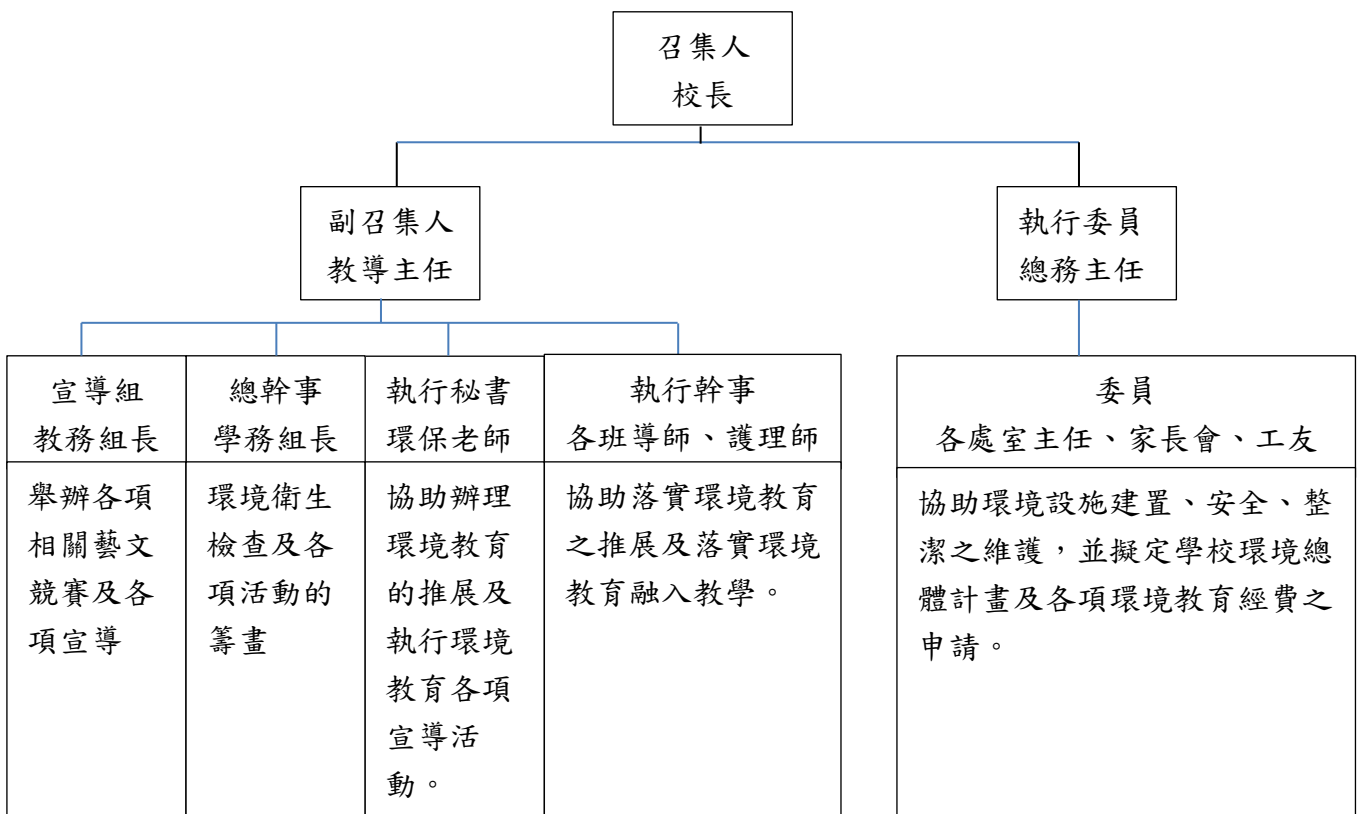 召集人
校長
副召集人
教導主任
執行委員
總務主任
宣導組
教務組長
總幹事
學務組長
執行秘書
環保老師
執行幹事
各班導師、護理師
委員
各處室主任、家長會、工友
舉辦各項
相關藝文
競賽及各
項宣導
環境衛生
檢查及各
項活動的
籌畫
協助辦理
環境教育
的推展及
執行環境
教育各項
宣導活
動。
協助落實環境教育
之推展及落實環境
教育融入教學。
協助環境設施建置、安全、整
潔之維護，並擬定學校環境總
體計畫及各項環境教育經費之
申請。